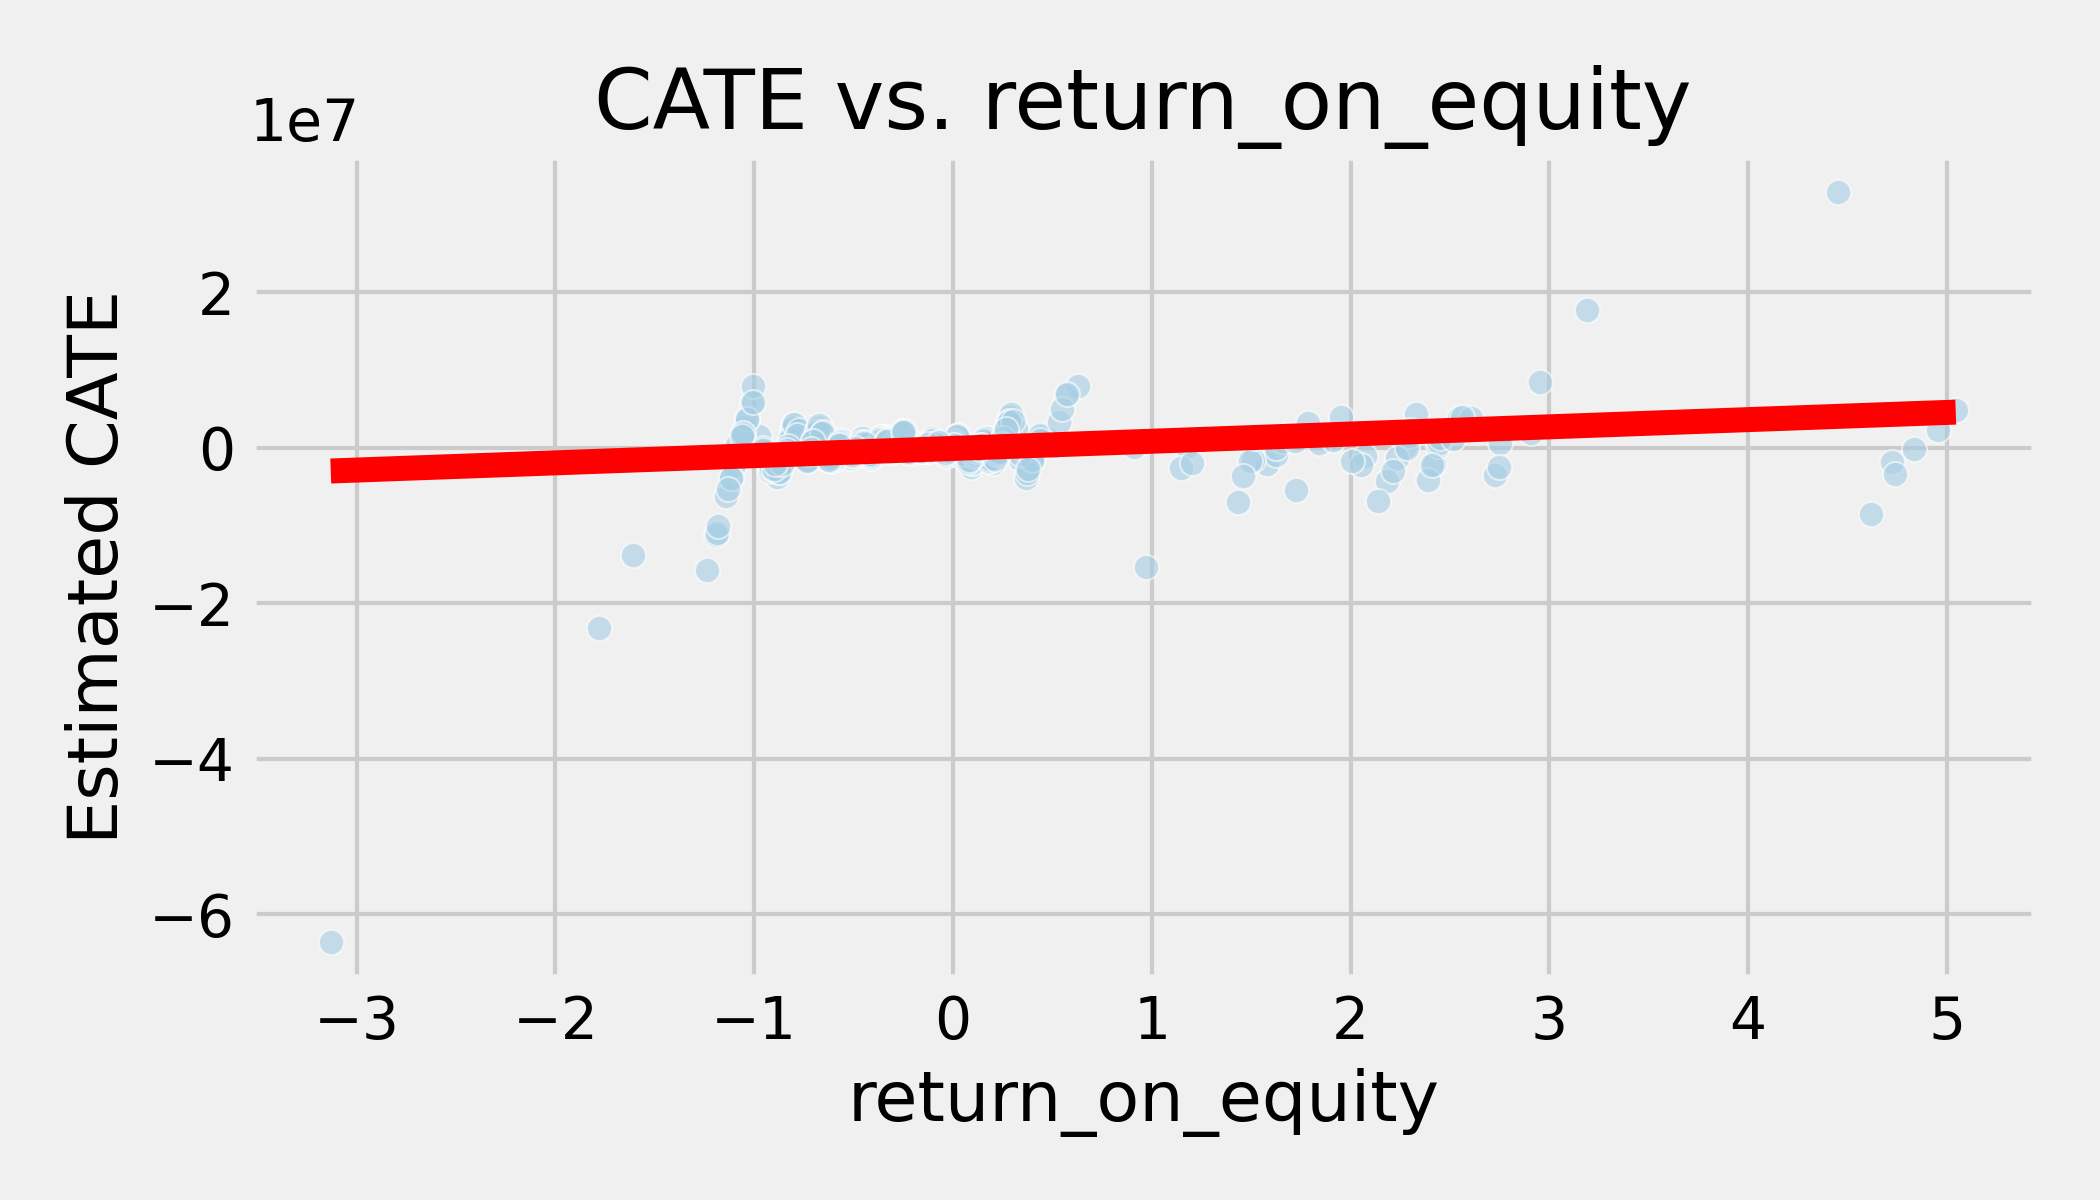 CATE vs. return_on_equity
1e7
2
0
−2
−4
−6
Estimated CATE
−3 −2 −1 0 1 2 3 4 5
return_on_equity